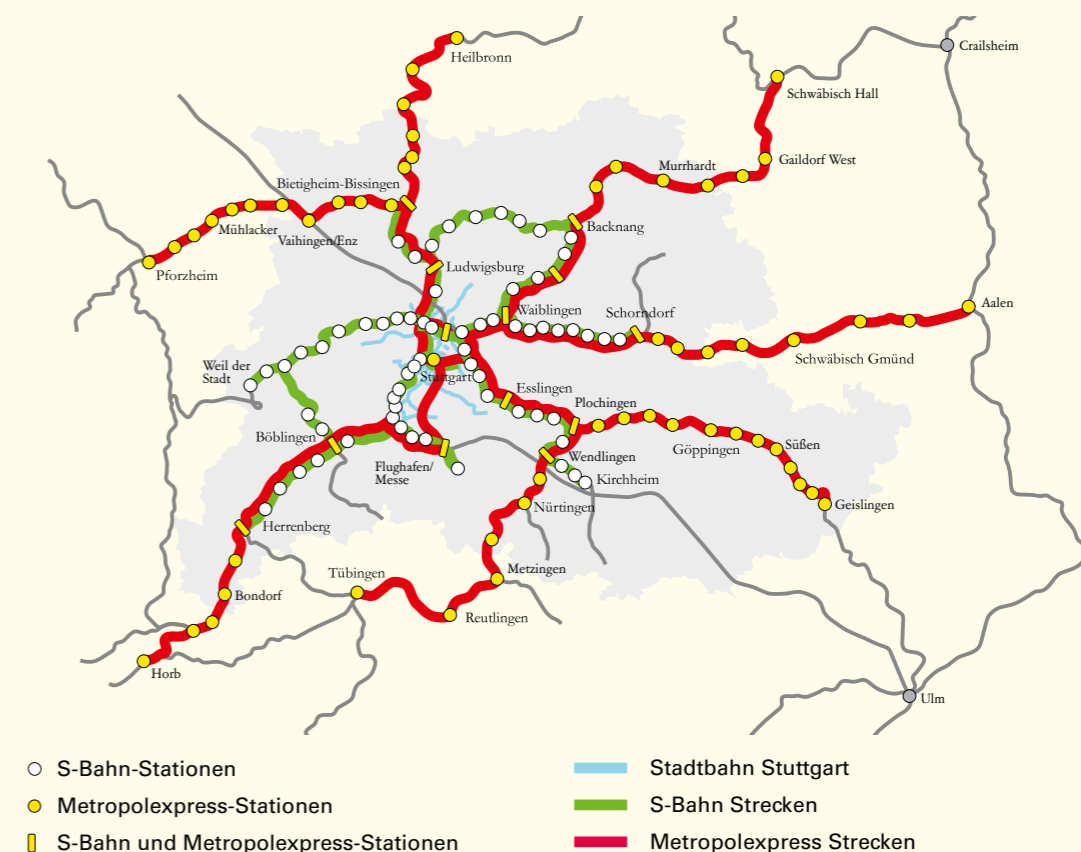 Heilbronn
Crailsheim
Schwäbisch Hall
Murrhardt
Gaildorf West
Bietigheim-Bissingen
Mühlacker
Vaihingen/Enz
Backnang
Pforzheim
Ludwigsburg
Waiblingen
Schorndorf
Aalen
Schwäbisch Gmünd
Weil der
Stadt
Stuttgart
Esslingen
Plochingen
Böblingen
Göppingen
Süßen
Flughafen/
Messe
Wendlingen
Kirchheim
Nürtingen
Geislingen
Herrenberg
Tübingen
Metzingen
Bondorf
Reutlingen
Horb
Ulm
S-Bahn-Stationen
Metropolexpress-Stationen
S-Bahn und Metropolexpress-Stationen
Stadtbahn Stuttgart
S-Bahn Strecken
Metropolexpress Strecken